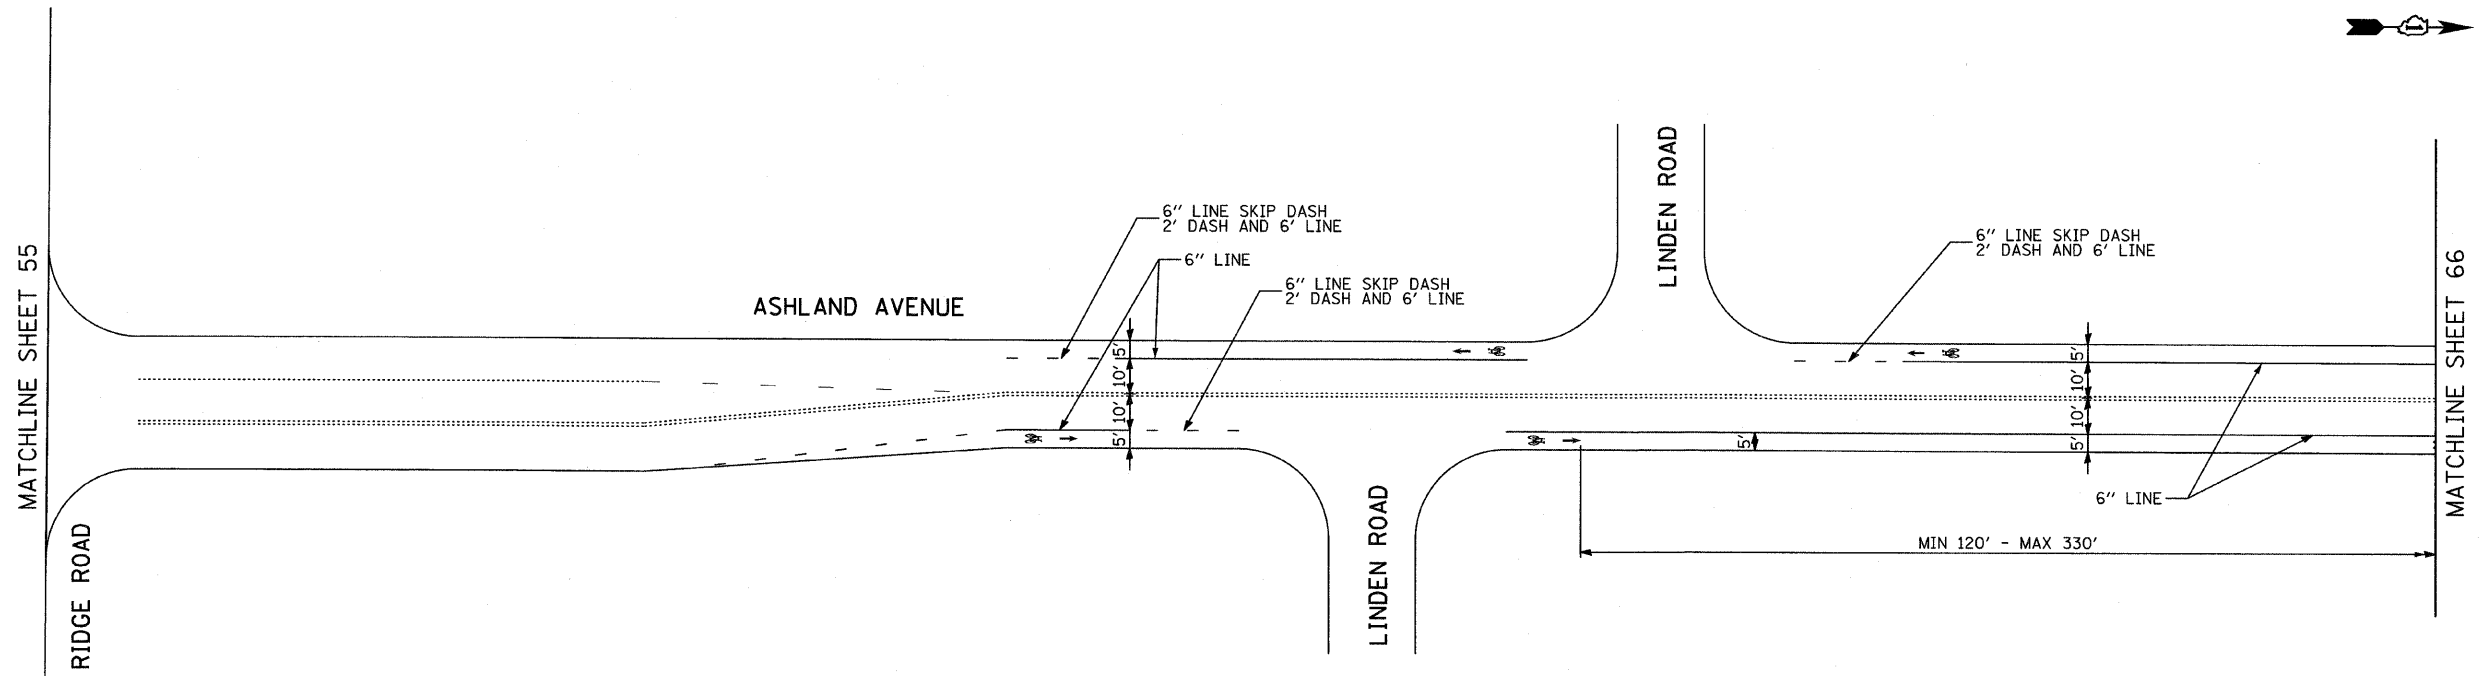 MATCHLINE SHEET 55
RIDGE ROAD
ASHLAND AVENUE
6" LINE SKIP DASH
2' DASH AND 6' LINE
6" LINE
6" LINE SKIP DASH
2' DASH AND 6' LINE
5'
10'
10'
5'
LINDEN ROAD
LINDEN ROAD
6" LINE SKIP DASH
2' DASH AND 6' LINE
5'
5'
10'
10'
5'
6" LINE
MIN 120' - MAX 330'
MATCHLINE SHEET 66